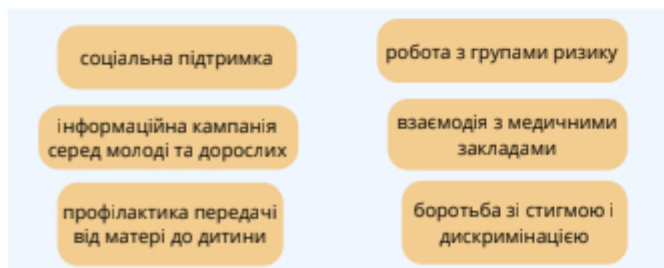 соціальна підтримка
робота з групами ризику
інформаційна кампанія
серед молоді та дорослих
взаємодія з медичними
закладами
профілактика передачі
від матері до дитини
боротьба зі стигмою і
дискримінацією